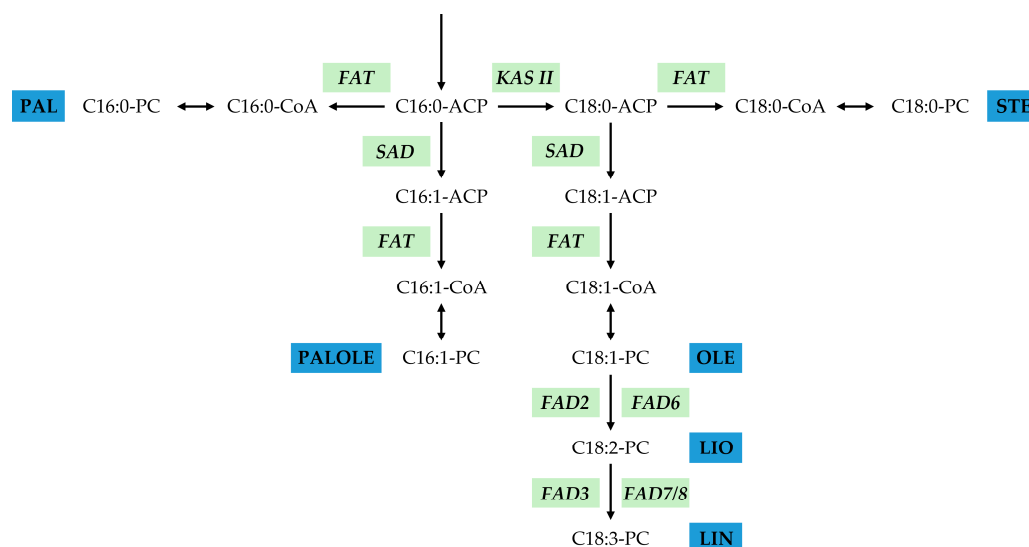 FAT KAS II FAT
PAL C16:0-PC C16:0-CoA C16:0-ACP C18:0-ACP C18:0-CoA C18:0-PC STE
SAD SAD
C16:1-ACP C18:1-ACP
FAT FAT
C16:1-CoA C18:1-CoA
PALOLE C16:1-PC C18:1-PC OLE
FAD2 FAD6
C18:2-PC LIO
FAD3 FAD7/8
C18:3-PC LIN